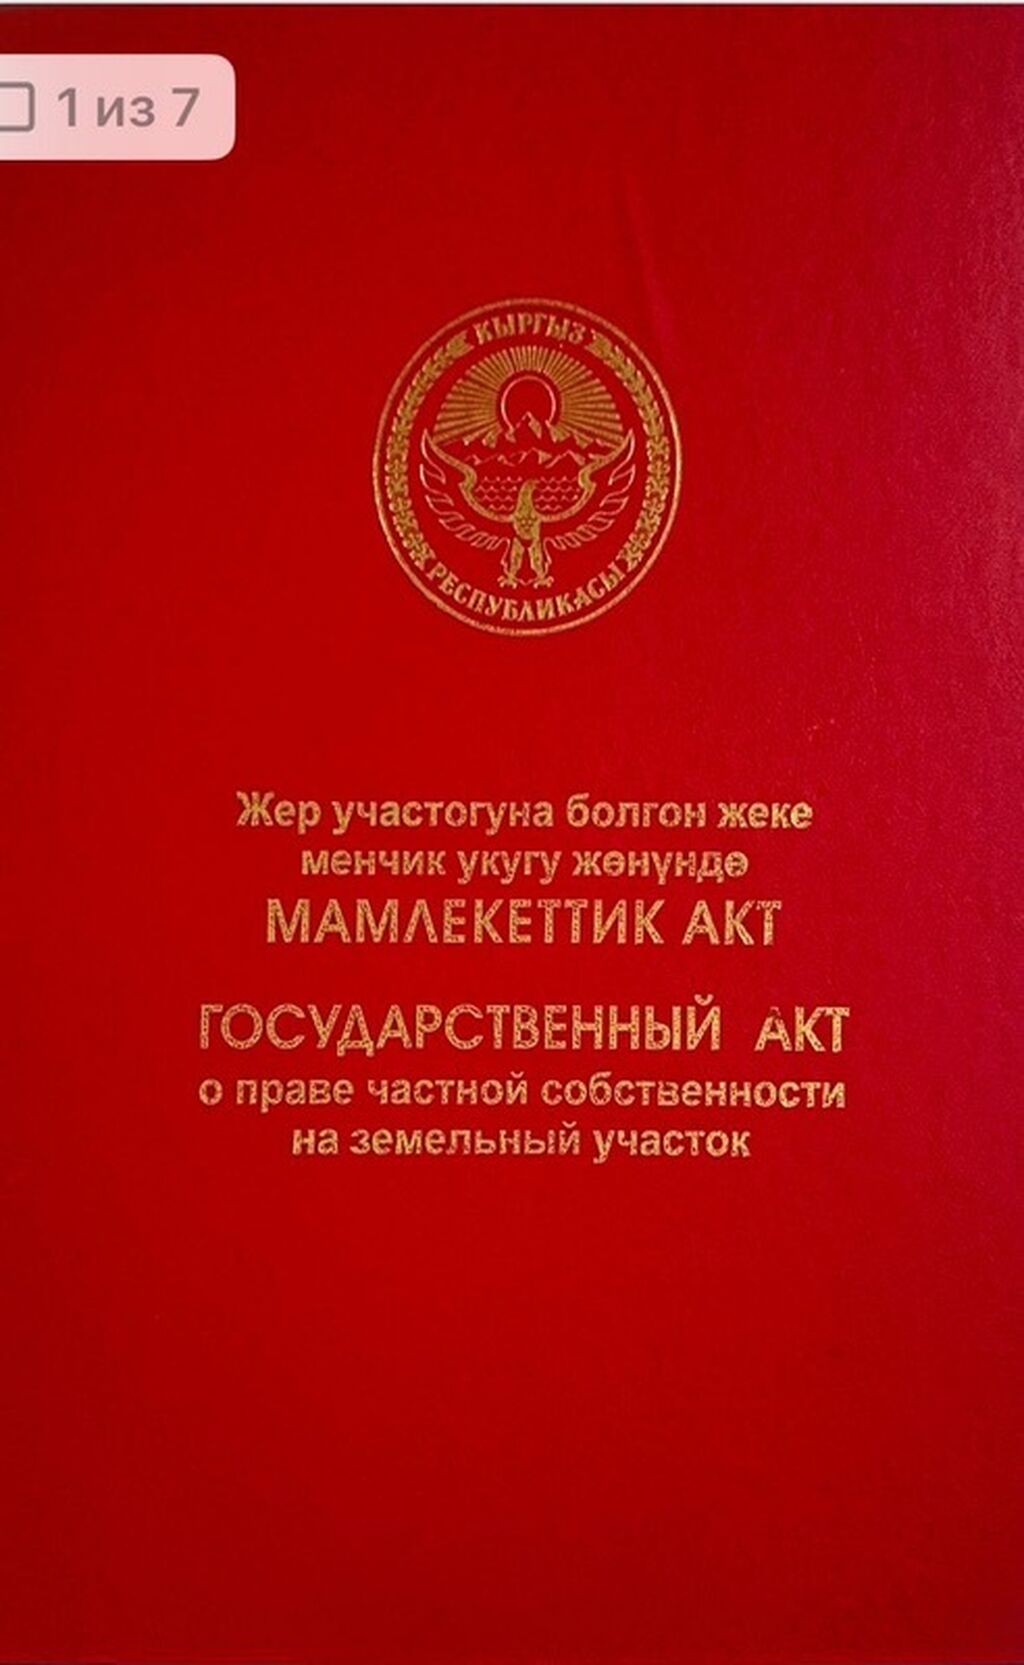 1 из 7
КЫРГЫЗ
РЕСПУБЛИКАСЫ
Жер участогуна болгон жеке
менчик укугу жөнүндө
МАМЛЕКЕТТИК АКТ
ГОСУДАРСТВЕННЫЙ АКТ
о праве частной собственности
на земельный участок